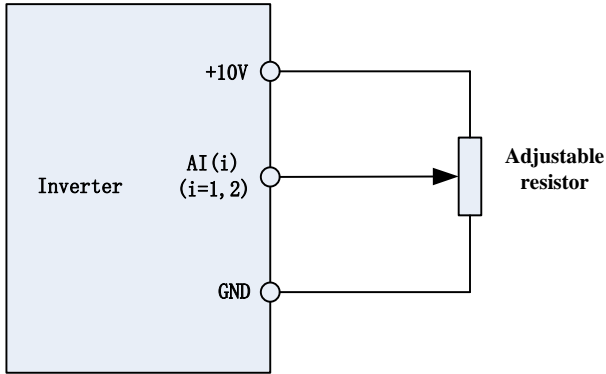 +10V
AI(i)
(i=1,2)
Inverter
Adjustable
resistor
GND